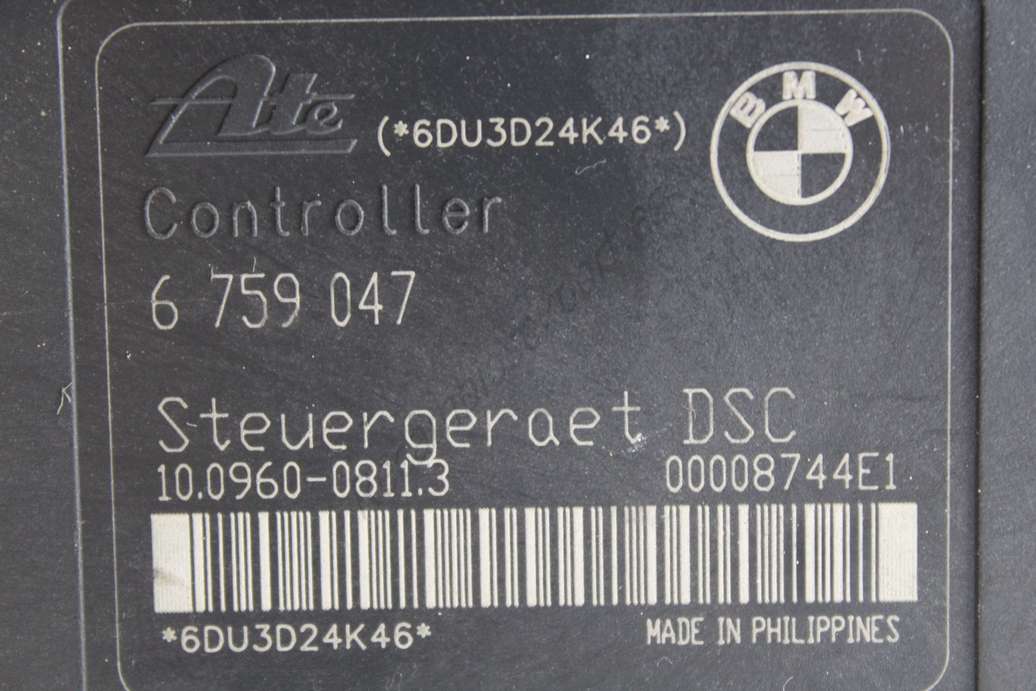 Ate (*6DU3D24K46*)
BMW
Controller
6 759 047
Steuergeraet DSC
10.0960-0811.3 00008744E1
*6DU3D24K46* MADE IN PHILIPPINES